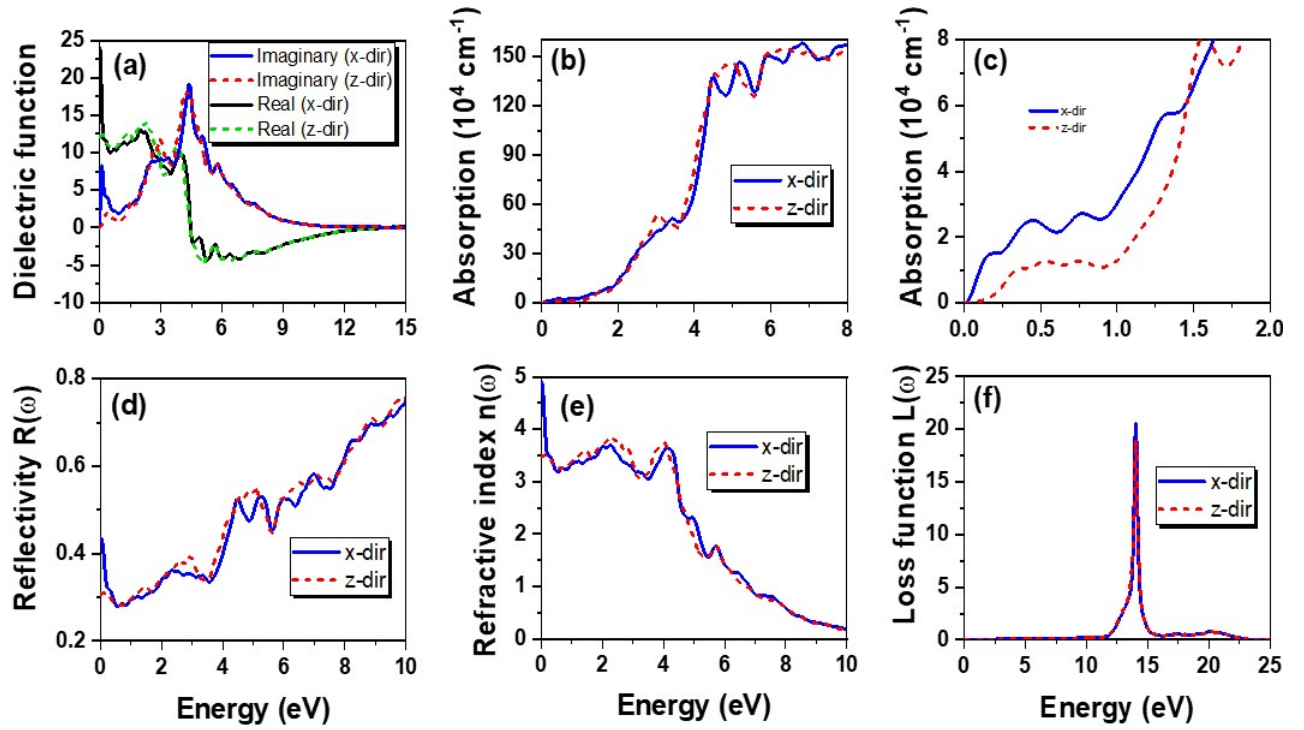 (a)
Imaginary (x-dir)
Imaginary (z-dir)
Real (x-dir)
Real (z-dir)
Dielectric function
25
20
15
10
5
0
-5
-10
0 3 6 9 12 15
(b)
x-dir
z-dir
Absorption (10⁴ cm⁻¹)
150
120
90
60
30
0
0 2 4 6 8
(c)
x-dir
z-dir
Absorption (10⁴ cm⁻¹)
8
6
4
2
0
0.0 0.5 1.0 1.5 2.0
(d)
x-dir
z-dir
Reflectivity R(ω)
0.8
0.6
0.4
0.2
0 2 4 6 8 10
Energy (eV)
(e)
x-dir
z-dir
Refractive index n(ω)
5
4
3
2
1
0
0 2 4 6 8 10
Energy (eV)
(f)
x-dir
z-dir
Loss function L(ω)
25
20
15
10
5
0
0 5 10 15 20 25
Energy (eV)